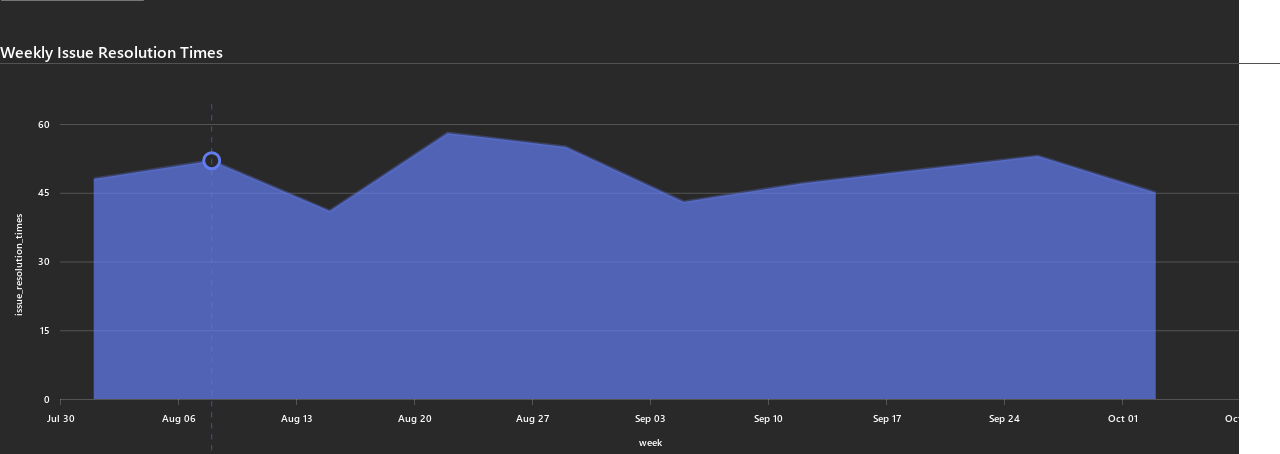 Weekly Issue Resolution Times
60
45
30
15
0
issue_resolution_times
Jul 30 Aug 06 Aug 13 Aug 20 Aug 27 Sep 03 Sep 10 Sep 17 Sep 24 Oct 01
week